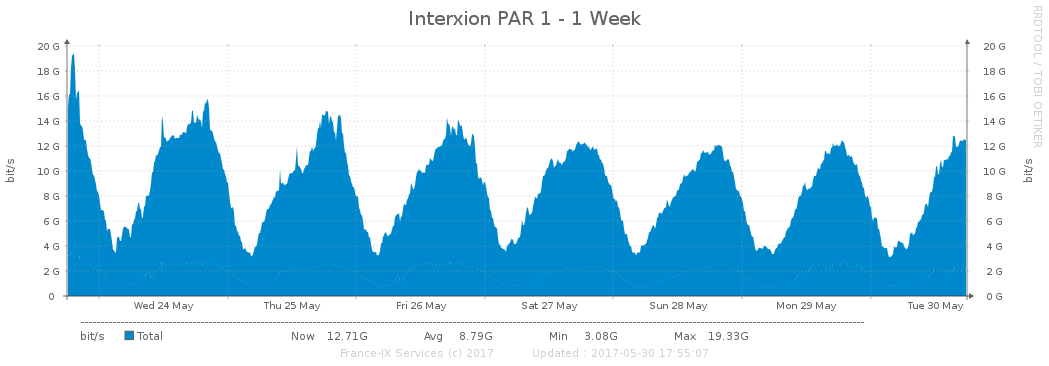 Interxion PAR 1 - 1 Week
RRDTOOL / TOBI OETIKER
bit/s
20 G 20 G
18 G 18 G
16 G 16 G
14 G 14 G
12 G 12 G
10 G 10 G
8 G 8 G
6 G 6 G
4 G 4 G
2 G 2 G
0 0 G
bit/s
Wed 24 May Thu 25 May Fri 26 May Sat 27 May Sun 28 May Mon 29 May Tue 30 May
bit/s Total Now 12.71G Avg 8.79G Min 3.08G Max 19.33G
France-IX Services (c) 2017 Updated : 2017-05-30 17:55:07